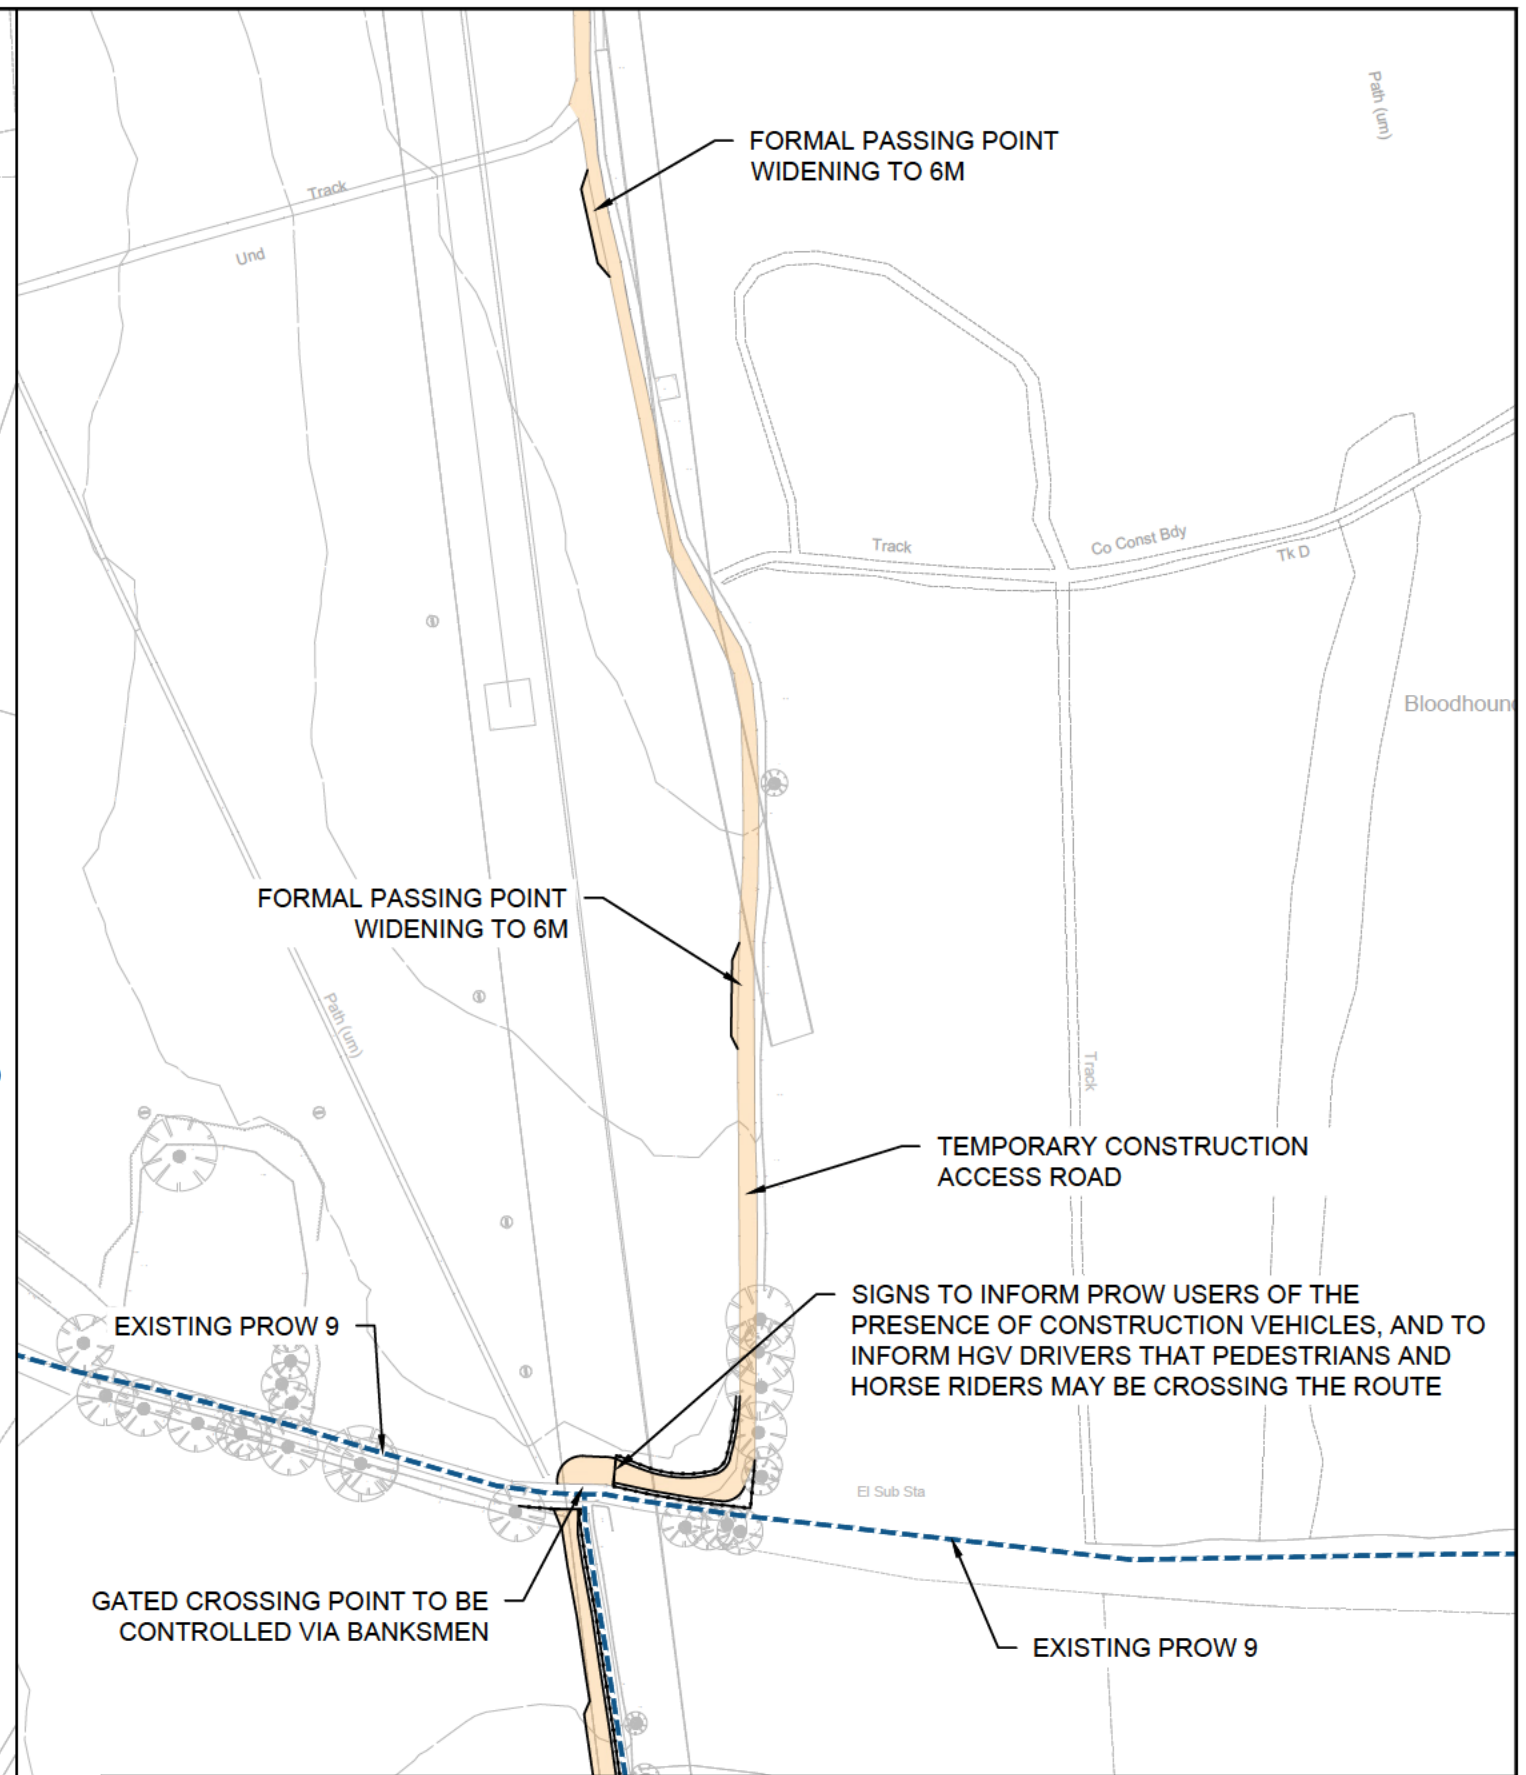 Path (um)
FORMAL PASSING POINT
WIDENING TO 6M
Track
Und
Track
Co Const Bdy
Tk D
Bloodhoun
FORMAL PASSING POINT
WIDENING TO 6M
Path (um)
Track
TEMPORARY CONSTRUCTION
ACCESS ROAD
EXISTING PROW 9
SIGNS TO INFORM PROW USERS OF THE
PRESENCE OF CONSTRUCTION VEHICLES, AND TO
INFORM HGV DRIVERS THAT PEDESTRIANS AND
HORSE RIDERS MAY BE CROSSING THE ROUTE
El Sub Sta
GATED CROSSING POINT TO BE
CONTROLLED VIA BANKSMEN
EXISTING PROW 9